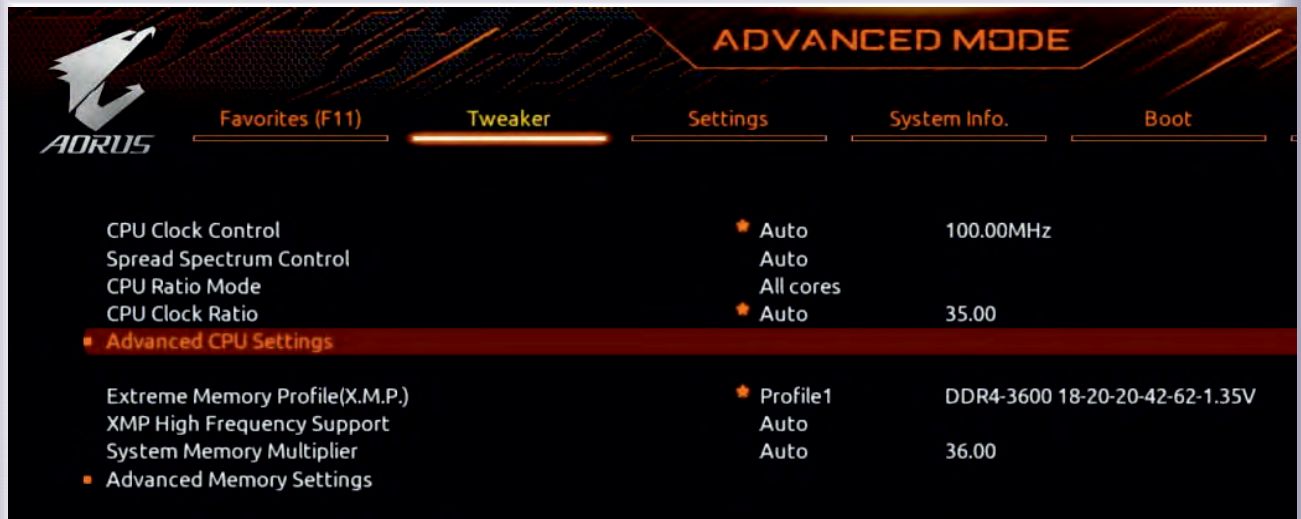 ADVANCED MODE
Favorites (F11) Tweaker Settings System Info. Boot
AORUS
CPU Clock Control Auto 100.00MHz
Spread Spectrum Control Auto
CPU Ratio Mode All cores
CPU Clock Ratio Auto 35.00
Advanced CPU Settings
Extreme Memory Profile(X.M.P.) Profile1 DDR4-3600 18-20-20-42-62-1.35V
XMP High Frequency Support Auto
System Memory Multiplier Auto 36.00
Advanced Memory Settings